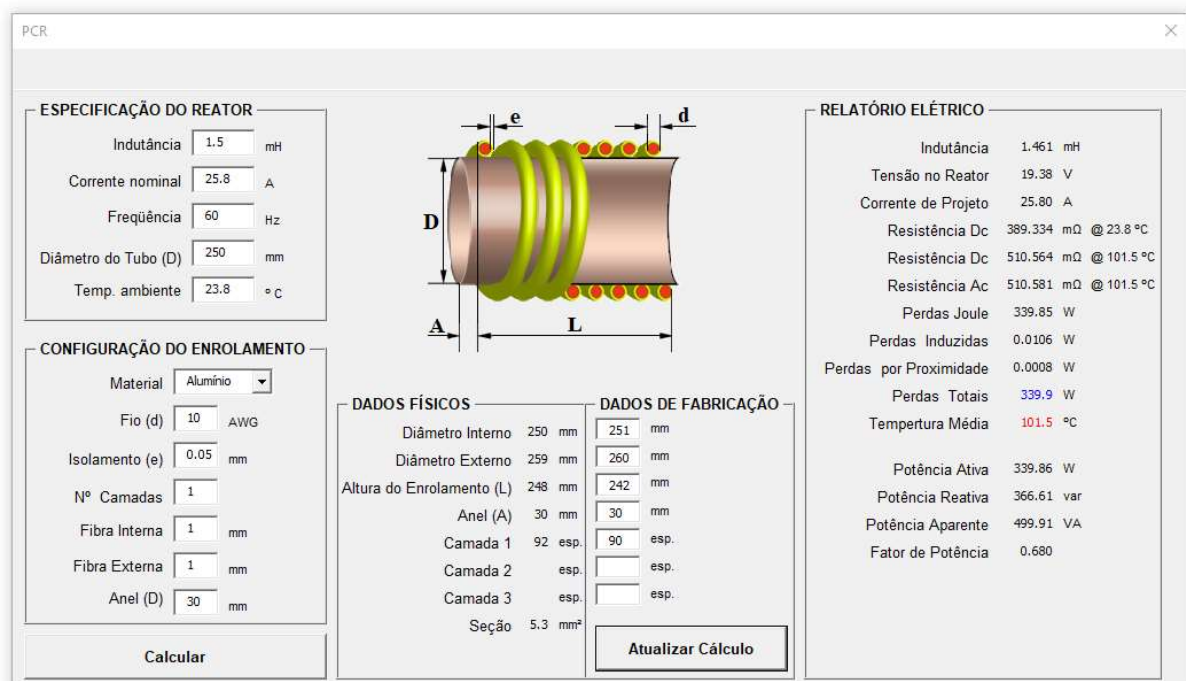 PCR
ESPECIFICAÇÃO DO REATOR
Indutância 1.5 mH
Corrente nominal 25.8 A
Freqüência 60 Hz
Diâmetro do Tubo (D) 250 mm
Temp. ambiente 23.8 º C
CONFIGURAÇÃO DO ENROLAMENTO
Material Alumínio
Fio (d) 10 AWG
Isolamento (e) 0.05 mm
Nº Camadas 1
Fibra Interna 1 mm
Fibra Externa 1 mm
Anel (D) 30 mm
Calcular
e
d
D
A
L
DADOS FÍSICOS
Diâmetro Interno 250 mm
Diâmetro Externo 259 mm
Altura do Enrolamento (L) 248 mm
Anel (A) 30 mm
Camada 1 92 esp.
Camada 2 esp.
Camada 3 esp.
Seção 5.3 mm²
DADOS DE FABRICAÇÃO
251 mm
260 mm
242 mm
30 mm
90 esp.
esp.
esp.
Atualizar Cálculo
RELATÓRIO ELÉTRICO
Indutância 1.461 mH
Tensão no Reator 19.38 V
Corrente de Projeto 25.80 A
Resistência Dc 389.334 mΩ @ 23.8 ºC
Resistência Dc 510.564 mΩ @ 101.5 ºC
Resistência Ac 510.581 mΩ @ 101.5 ºC
Perdas Joule 339.85 W
Perdas Induzidas 0.0106 W
Perdas por Proximidade 0.0008 W
Perdas Totais 339.9 W
Tempertura Média 101.5 ºC
Potência Ativa 339.86 W
Potência Reativa 366.61 var
Potência Aparente 499.91 VA
Fator de Potência 0.680